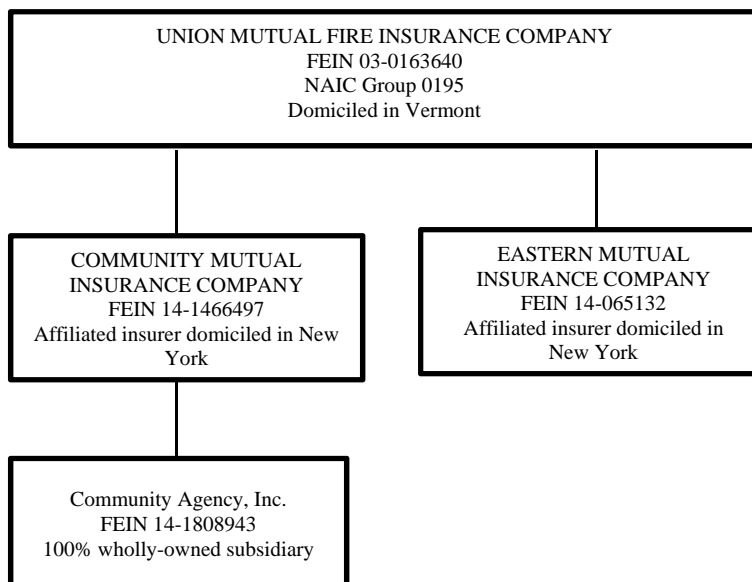 UNION MUTUAL FIRE INSURANCE COMPANY
FEIN 03-0163640
NAIC Group 0195
Domiciled in Vermont
COMMUNITY MUTUAL
INSURANCE COMPANY
FEIN 14-1466497
Affiliated insurer domiciled in New
York
EASTERN MUTUAL
INSURANCE COMPANY
FEIN 14-065132
Affiliated insurer domiciled in
New York
Community Agency, Inc.
FEIN 14-1808943
100% wholly-owned subsidiary